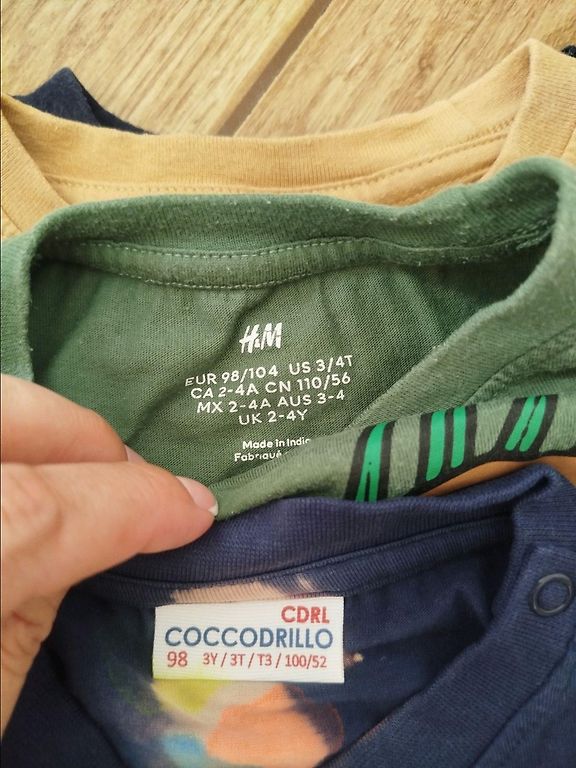 H&M
EUR 98/104 US 3/4T
CA 2-4A CN 110/56
MX 2-4A AUS 3-4
UK 2-4Y
Made in India
Fabriqué
CDRL
COCCODRILLO
98 3Y / 3T / T3 / 100/52